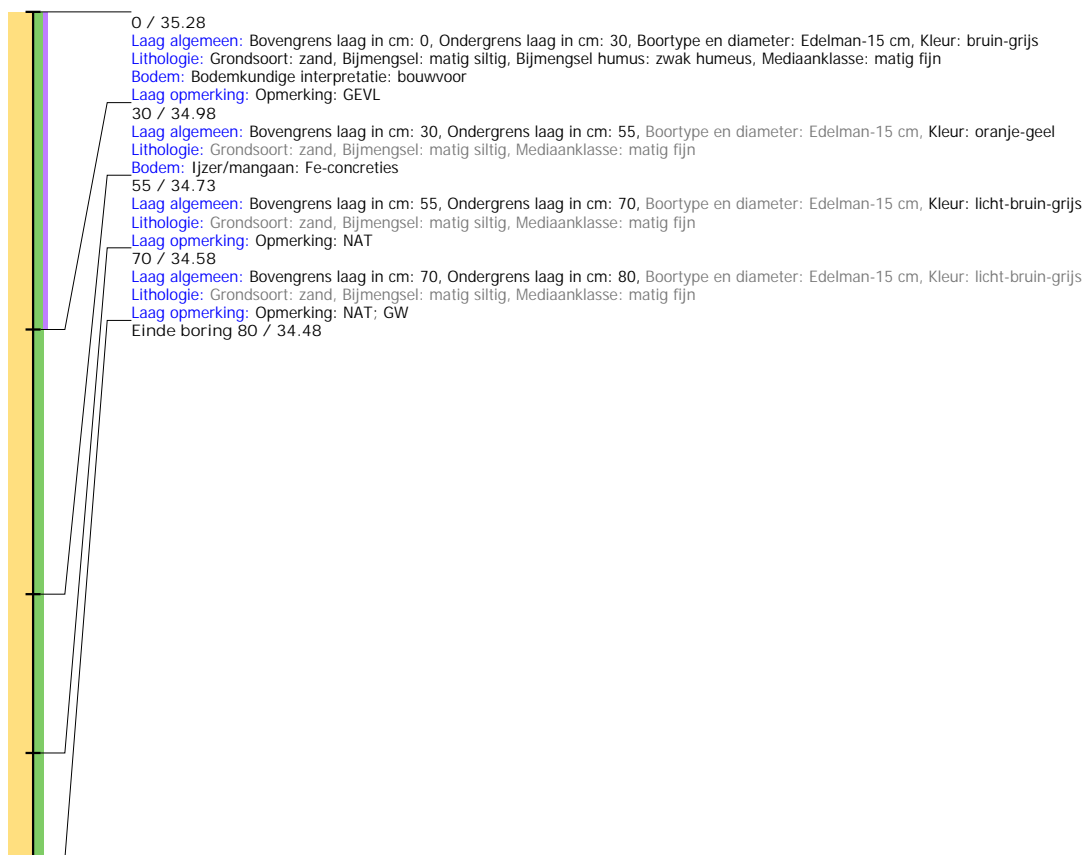 0 / 35.28
Laag algemeen: Bovengrens laag in cm: 0, Ondergrens laag in cm: 30, Boortype en diameter: Edelman-15 cm, Kleur: bruin-grijs
Lithologie: Grondsoort: zand, Bijmengsel: matig siltig, Bijmengsel humus: zwak humeus, Mediaanklasse: matig fijn
Bodem: Bodemkundige interpretatie: bouwvoor
Laag opmerking: Opmerking: GEVL
30 / 34.98
Laag algemeen: Bovengrens laag in cm: 30, Ondergrens laag in cm: 55, Boortype en diameter: Edelman-15 cm, Kleur: oranje-geel
Lithologie: Grondsoort: zand, Bijmengsel: matig siltig, Mediaanklasse: matig fijn
Bodem: Ijzer/mangaan: Fe-concreties
55 / 34.73
Laag algemeen: Bovengrens laag in cm: 55, Ondergrens laag in cm: 70, Boortype en diameter: Edelman-15 cm, Kleur: licht-bruin-grijs
Lithologie: Grondsoort: zand, Bijmengsel: matig siltig, Mediaanklasse: matig fijn
Laag opmerking: Opmerking: NAT
70 / 34.58
Laag algemeen: Bovengrens laag in cm: 70, Ondergrens laag in cm: 80, Boortype en diameter: Edelman-15 cm, Kleur: licht-bruin-grijs
Lithologie: Grondsoort: zand, Bijmengsel: matig siltig, Mediaanklasse: matig fijn
Laag opmerking: Opmerking: NAT; GW
Einde boring 80 / 34.48